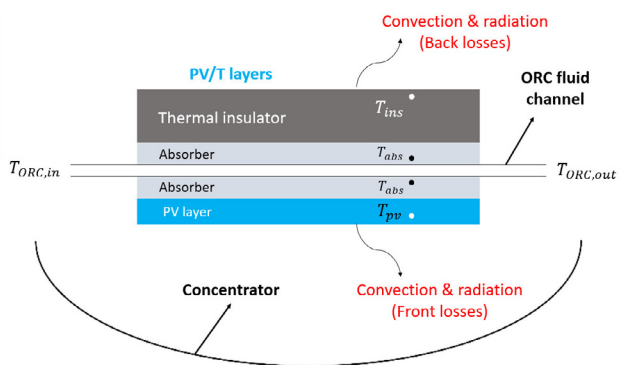 Convection & radiation
(Back losses)
PV/T layers
ORC fluid
channel
T_ins
Thermal insulator
Absorber
T_abs
T_ORC,in
T_ORC,out
Absorber
T_abs
PV layer
T_pv
Concentrator
Convection & radiation
(Front losses)